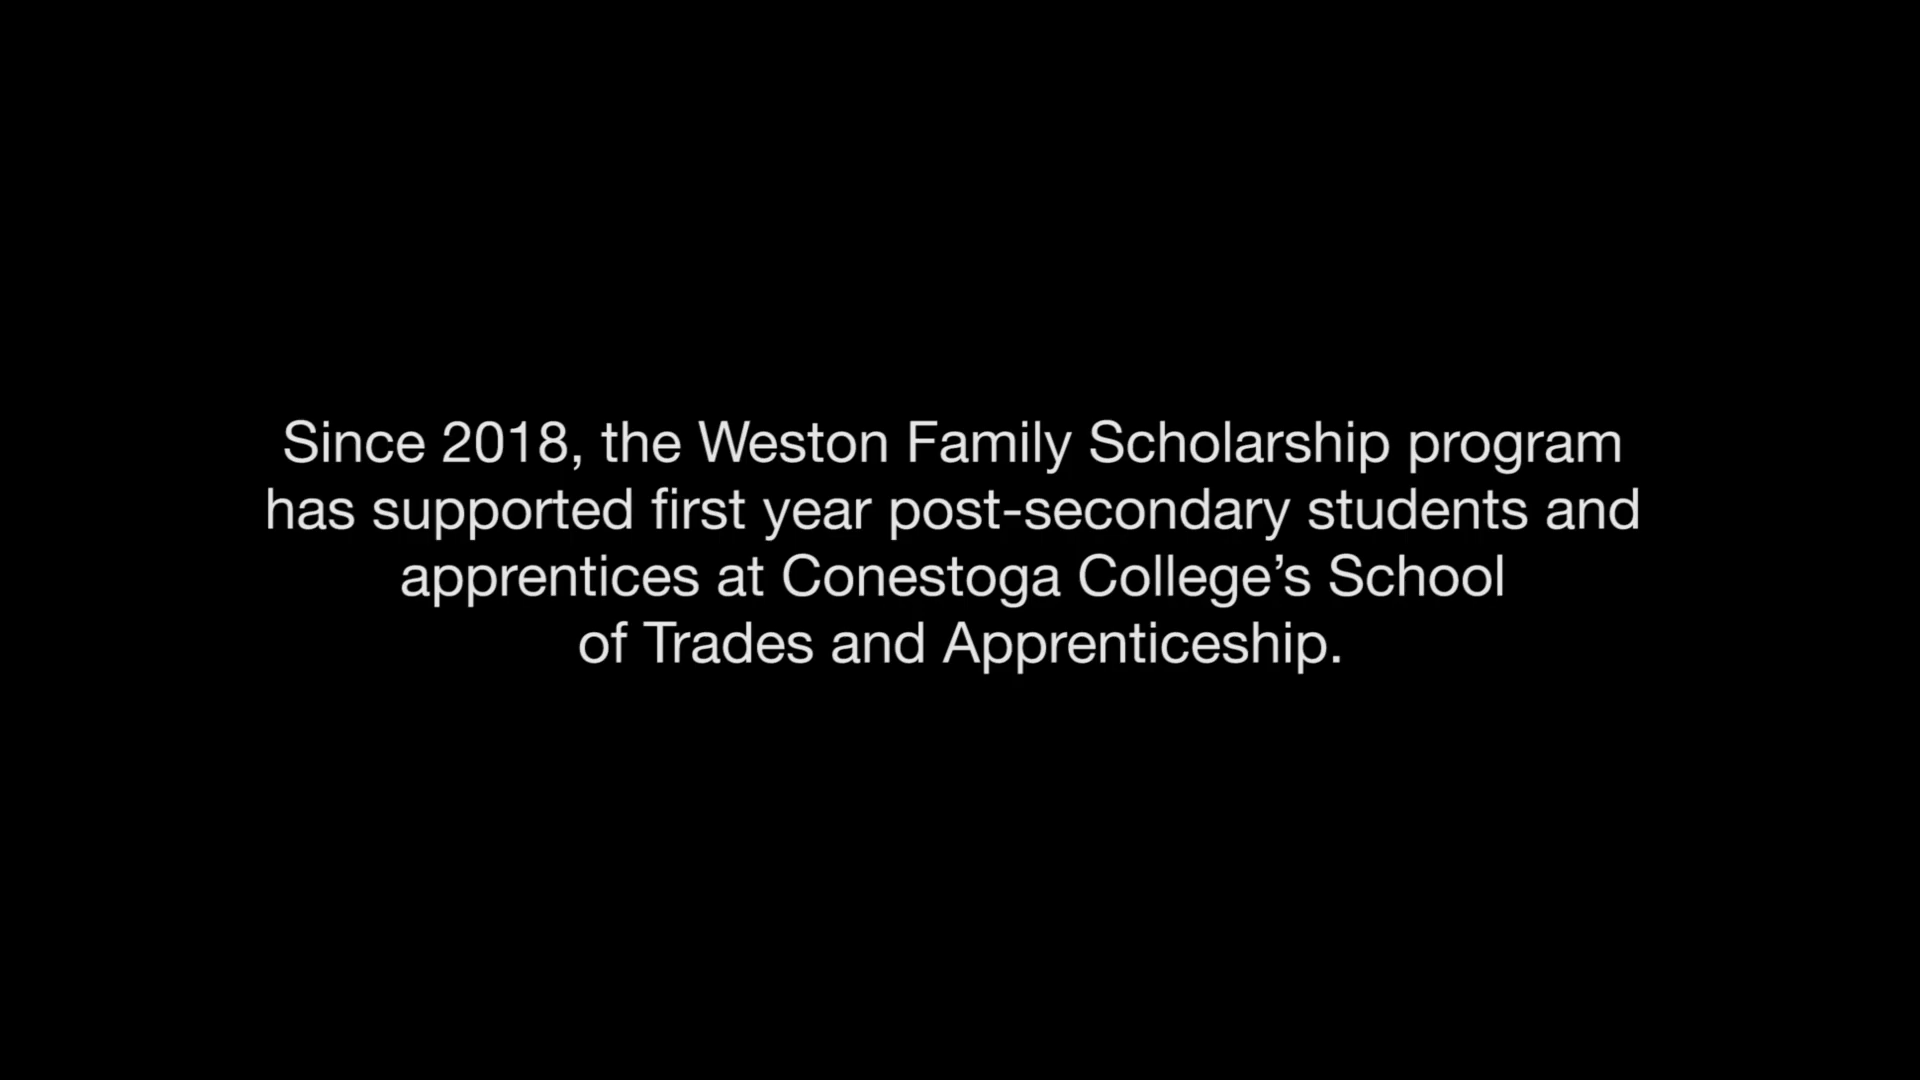 Since 2018, the Weston Family Scholarship program
has supported first year post-secondary students and
apprentices at Conestoga College’s School
of Trades and Apprenticeship.